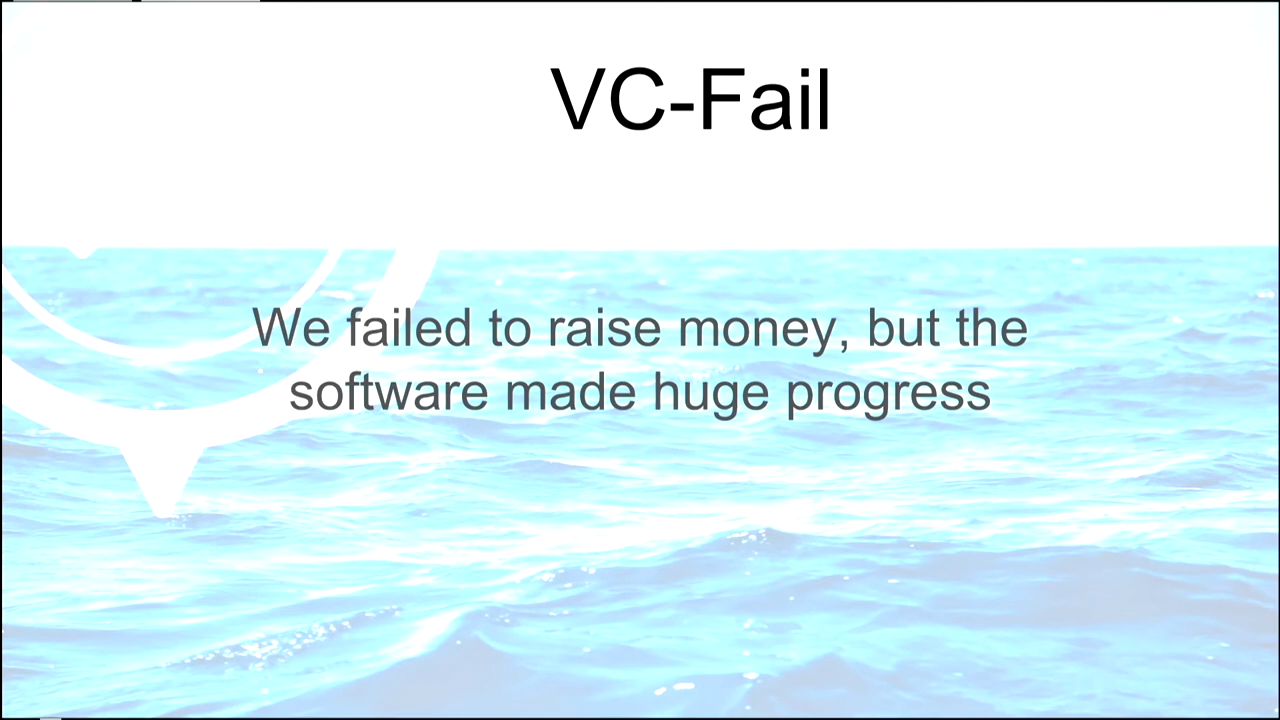 VC-Fail
We failed to raise money, but the
software made huge progress